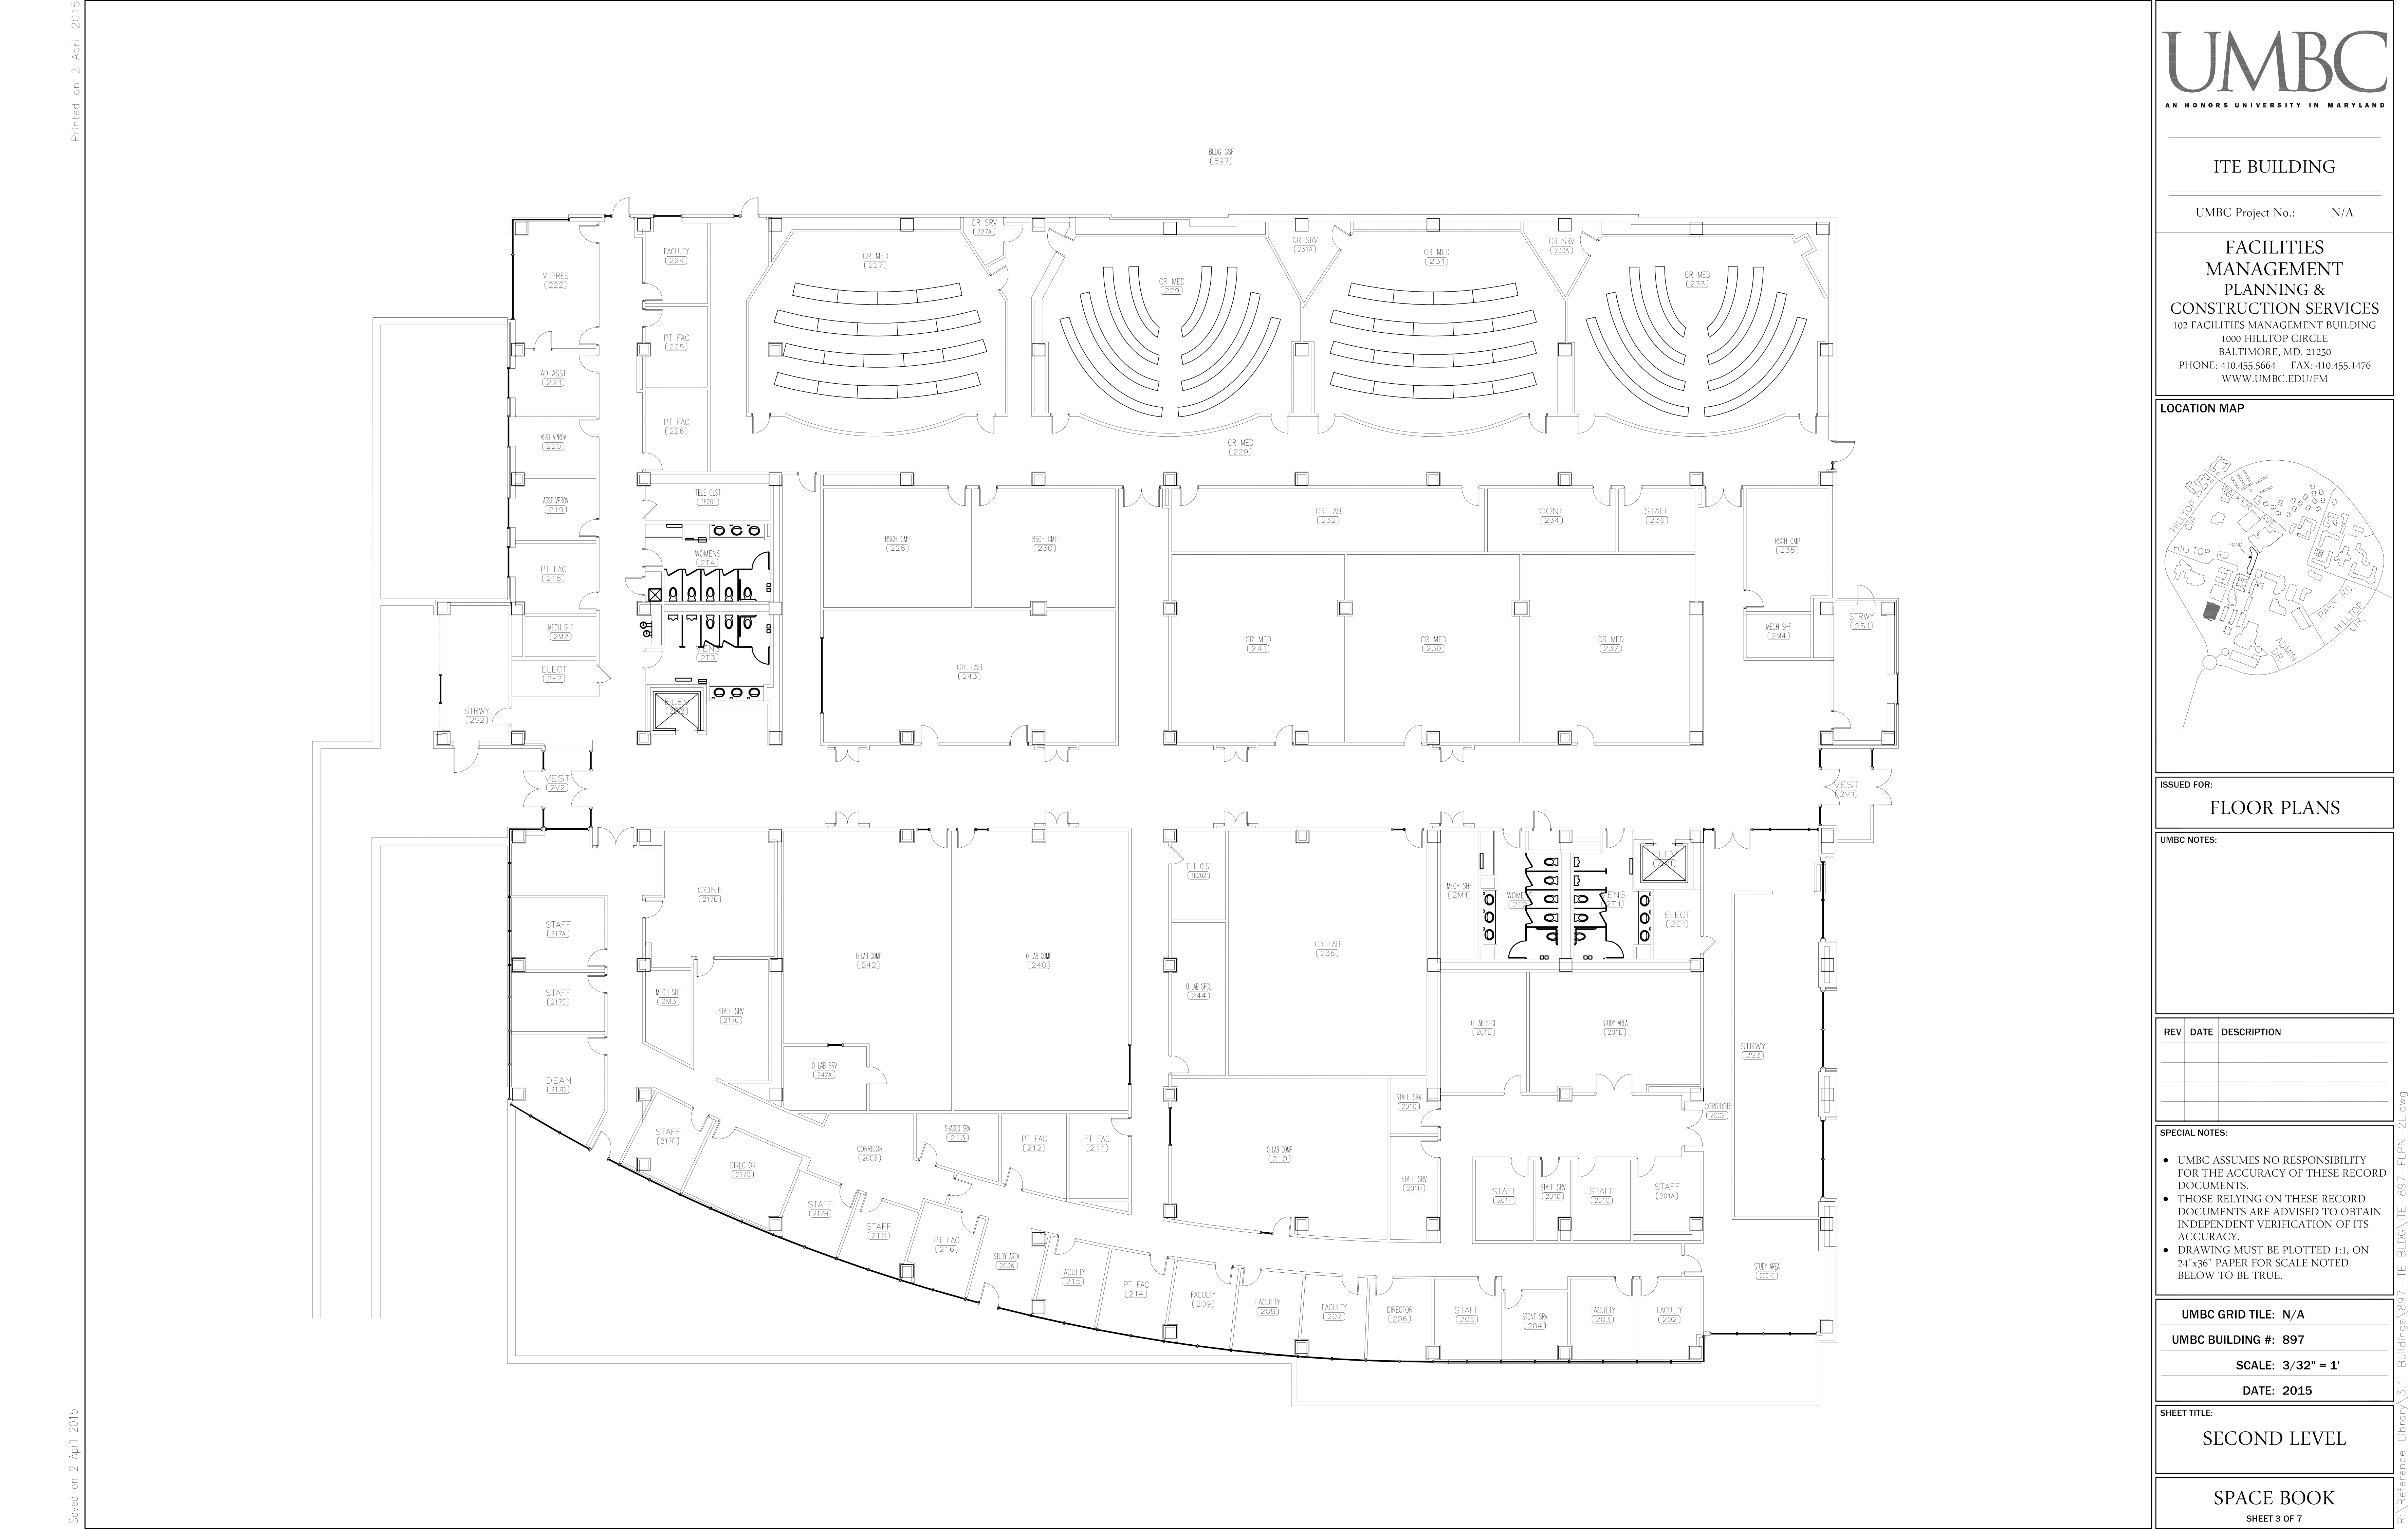 Printed on 2 April 2015
Saved on 2 April 2015
BLDG GSF
897
V PRES
222
AD ASST
221
ASST VPROV
220
ASST VPROV
219
PT FAC
218
MECH SHF
2M2
ELECT
2E2
STRWY
2S2
VEST
2V2
FACULTY
224
PT FAC
225
PT FAC
226
TELE CLST
TE201
WOMENS
2T4
MENS
2T3
ELEV
CR MED
227
CR SRV
227A
CR MED
229
CR SRV
231A
CR MED
231
CR SRV
233A
CR MED
233
CR MED
229
RSCH CMP
228
RSCH CMP
230
CR LAB
243
CR LAB
232
CONF
234
STAFF
236
RSCH CMP
235
CR MED
241
CR MED
239
CR MED
237
MECH SHF
2M4
STRWY
2S1
VEST
2V1
STAFF
217A
STAFF
217E
DEAN
217D
CONF
217B
MECH SHF
2M3
STAFF SRV
217C
O LAB COMP
242
O LAB SRV
242A
O LAB COMP
240
TELE CLST
TE202
O LAB SPCL
244
CR LAB
238
MECH SHF
2M1
WOMENS
2T2
MENS
2T1
ELEV
ELECT
2E1
O LAB SPCL
201E
STUDY AREA
201B
STRWY
2S3
CORRIDOR
2CC2
STAFF SRV
201G
STAFF SRV
201H
O LAB COMP
210
STAFF
201F
STAFF SRV
201D
STAFF
201C
STAFF
201A
STAFF
217F
DIRECTOR
217G
STAFF
217H
STAFF
217I
PT FAC
216
CORRIDOR
2CC3
SHARED SRV
213
PT FAC
212
PT FAC
211
STUDY AREA
2C3A
FACULTY
215
PT FAC
214
FACULTY
209
FACULTY
208
FACULTY
207
DIRECTOR
206
STAFF
205
STDNT SRV
204
FACULTY
203
FACULTY
202
STUDY AREA
UMBC
AN HONORS UNIVERSITY IN MARYLAND
ITE BUILDING
UMBC Project No.: N/A
FACILITIES
MANAGEMENT
PLANNING &
CONSTRUCTION SERVICES
102 FACILITIES MANAGEMENT BUILDING
1000 HILLTOP CIRCLE
BALTIMORE, MD. 21250
PHONE: 410.455.5664 FAX: 410.455.1476
WWW.UMBC.EDU/FM
LOCATION MAP
HILLTOP CIR.
WALKER AVE.
POND
HILLTOP RD.
PARK RD.
HILLTOP CIR.
ADMIN DR.
ISSUED FOR:
FLOOR PLANS
UMBC NOTES:
REV DATE DESCRIPTION
SPECIAL NOTES:
● UMBC ASSUMES NO RESPONSIBILITY
FOR THE ACCURACY OF THESE RECORD
DOCUMENTS.
● THOSE RELYING ON THESE RECORD
DOCUMENTS ARE ADVISED TO OBTAIN
INDEPENDENT VERIFICATION OF ITS
ACCURACY.
● DRAWING MUST BE PLOTTED 1:1, ON
24"x36" PAPER FOR SCALE NOTED
BELOW TO BE TRUE.
UMBC GRID TILE: N/A
UMBC BUILDING #: 897
SCALE: 3/32" = 1'
DATE: 2015
SHEET TITLE:
SECOND LEVEL
SPACE BOOK
SHEET 3 OF 7
R:\Reference_Library\3.1. Buildings\897-ITE BLDG\ITE-897-FLPN-2L.dwg